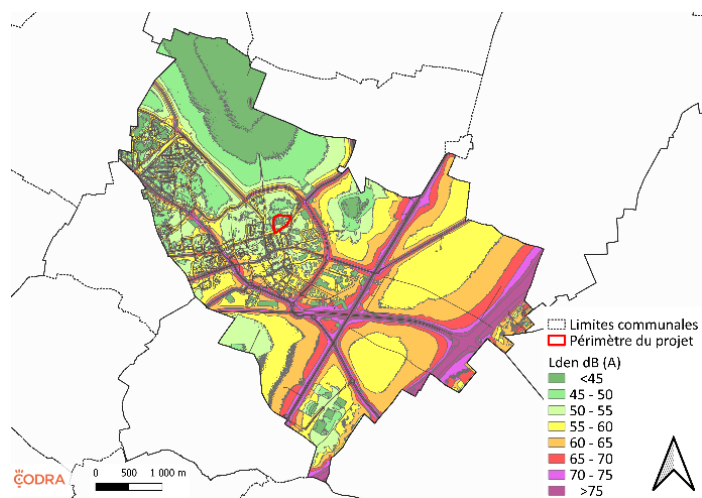 Limites communales
Périmètre du projet
Lden dB (A)
<45
45 - 50
50 - 55
55 - 60
60 - 65
65 - 70
70 - 75
>75
CODRA
0 500 1 000 m